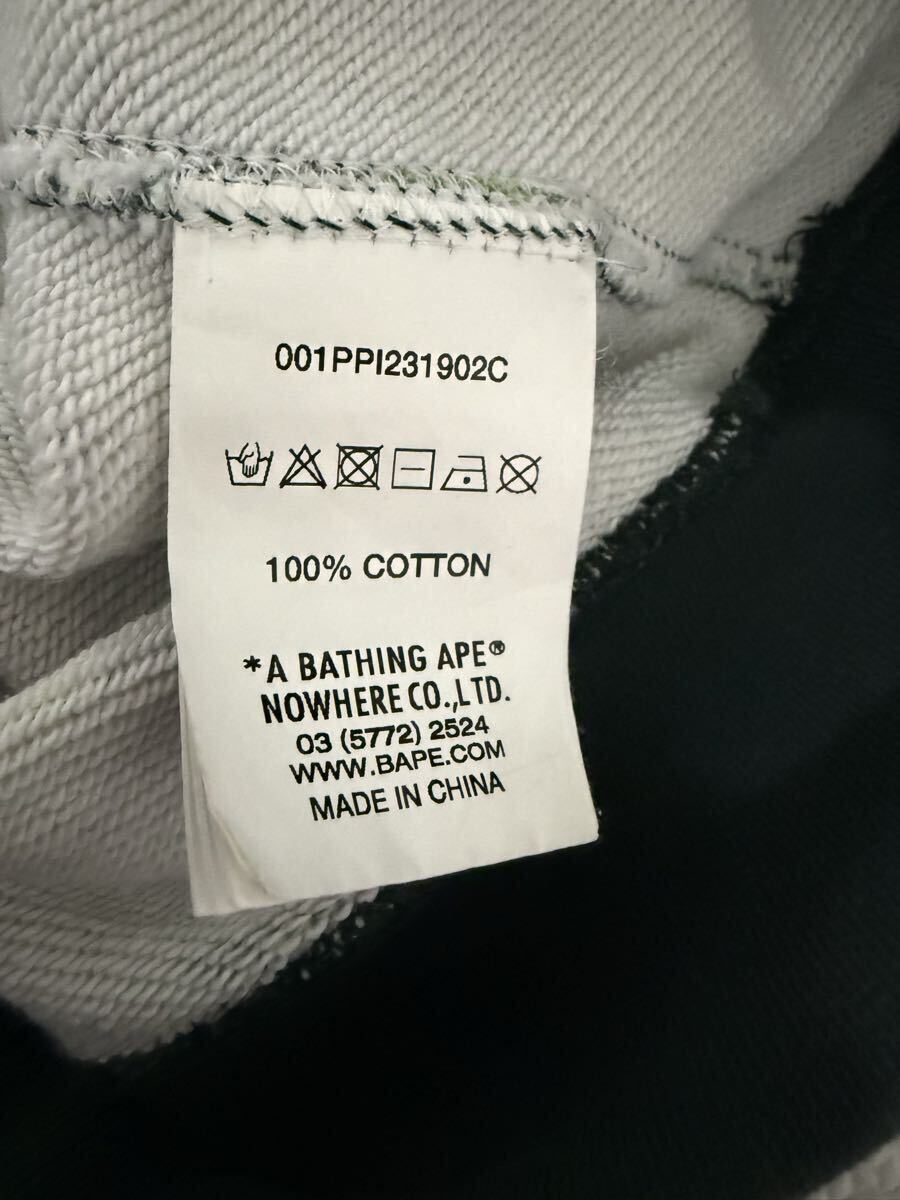 001PPI231902C
100% COTTON
*A BATHING APE®
NOWHERE CO.,LTD.
03 (5772) 2524
WWW.BAPE.COM
MADE IN CHINA